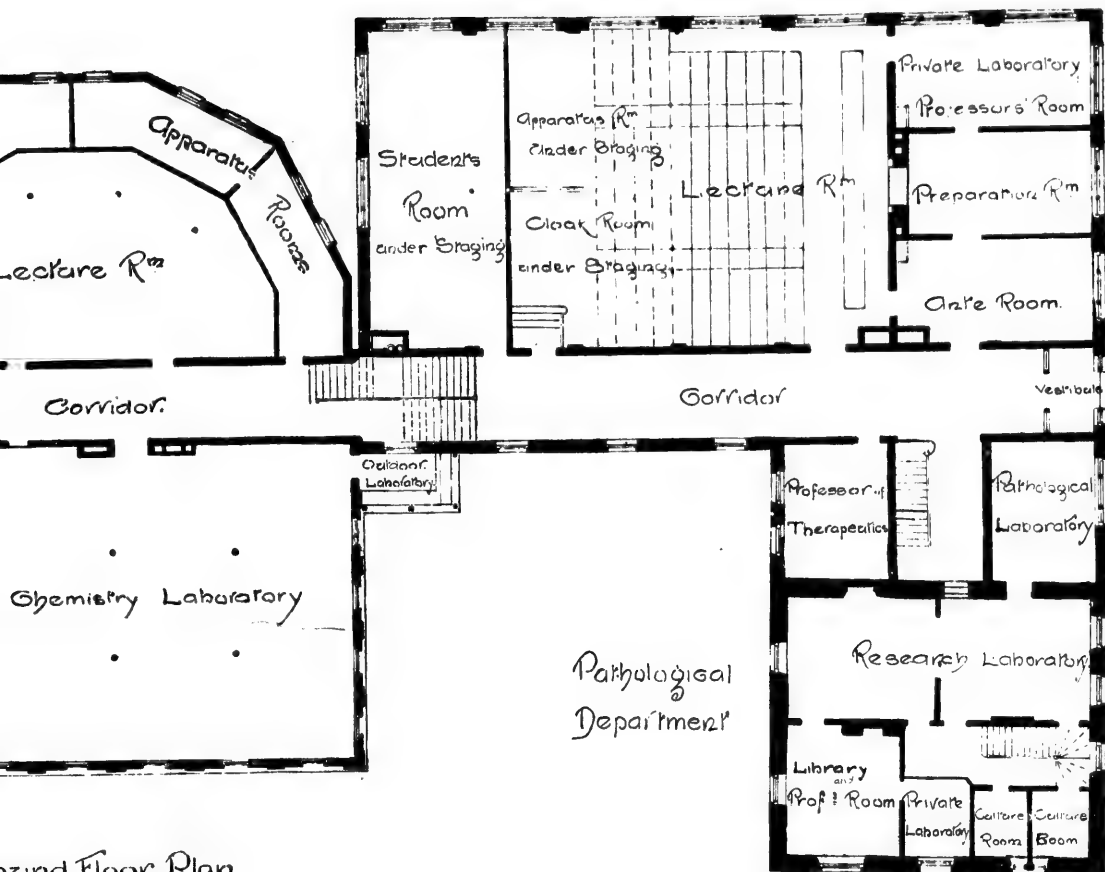 Apparatus
Rooms
Lecture Rm
Corridor.
Chemistry Laboratory
Outdoor
Laboratory
Students
Room
under Staging
Apparatus Rm
under Staging
Cloak Room
under Staging
Lecture Rm
Private Laboratory
Professors' Room
Preparation Rm
Ante Room.
Corridor
Vestibule
Professor of
Therapeutics
Pathological
Laboratory
Research Laboratory
Pathological
Department
Library
and
Prof's Room
Private
Laboratory
Culture
Room
Culture
Room
Floor Plan